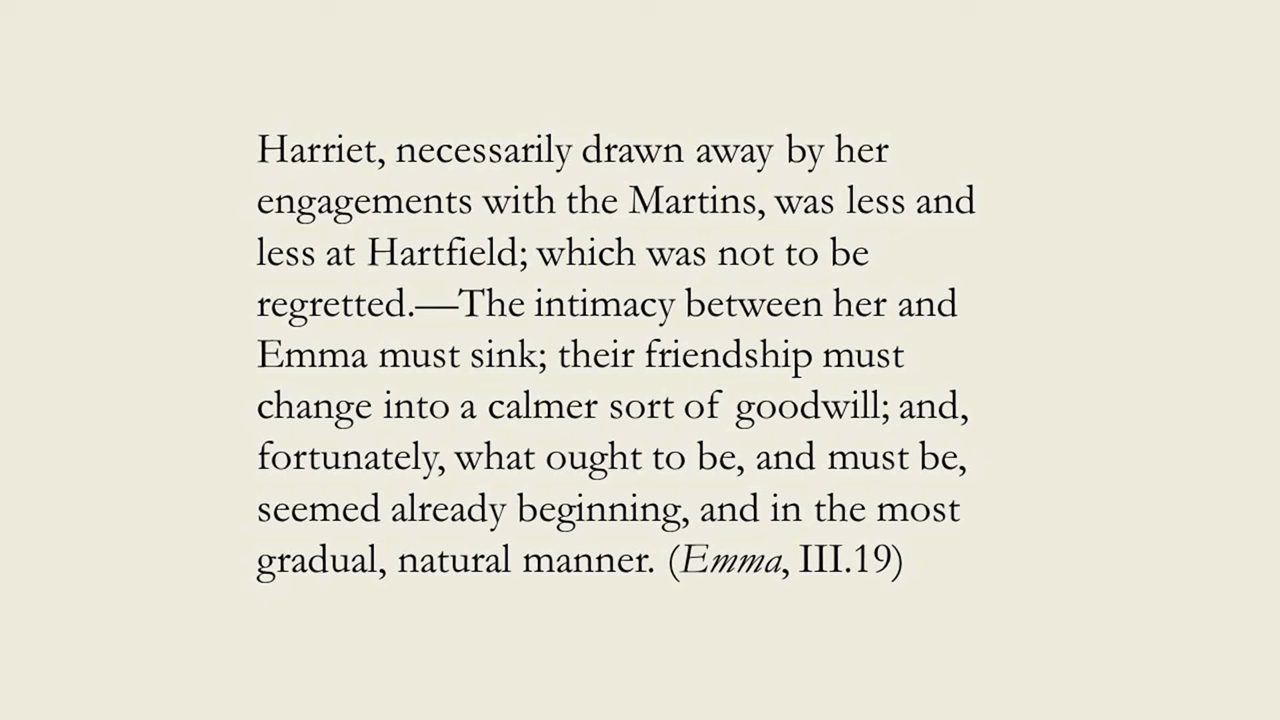 Harriet, necessarily drawn away by her
engagements with the Martins, was less and
less at Hartfield; which was not to be
regretted.—The intimacy between her and
Emma must sink; their friendship must
change into a calmer sort of goodwill; and,
fortunately, what ought to be, and must be,
seemed already beginning, and in the most
gradual, natural manner. (Emma, III.19)